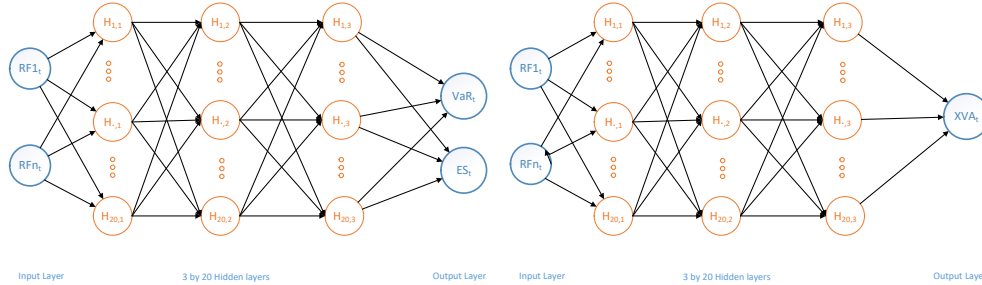 H1,1 H1,2 H1,3
RF1t
VaRt
H.,1 H.,2 H.,3
RFnt
ESt
H20,1 H20,2 H20,3
Input Layer 3 by 20 Hidden layers Output Layer
H1,1 H1,2 H1,3
RF1t
H.,1 H.,2 H.,3
XVAt
RFnt
H20,1 H20,2 H20,3
Input Layer 3 by 20 Hidden layers Output Layer